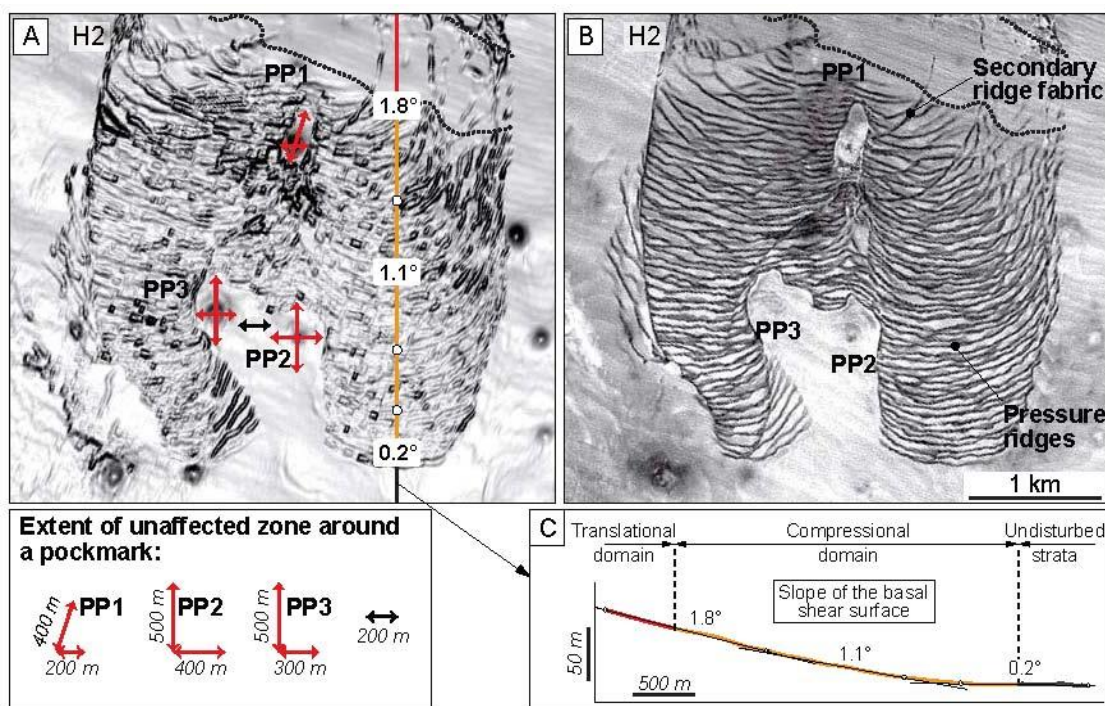 A
H2
PP1
1.8°
1.1°
PP3
PP2
0.2°
B
H2
PP1
Secondary
ridge fabric
PP3
PP2
Pressure
ridges
1 km
Extent of unaffected zone around
a pockmark:
PP1
400 m
200 m
PP2
500 m
400 m
PP3
500 m
300 m
200 m
C
Translational
domain
Compressional
domain
Undisturbed
strata
Slope of the basal
shear surface
1.8°
1.1°
0.2°
50 m
500 m